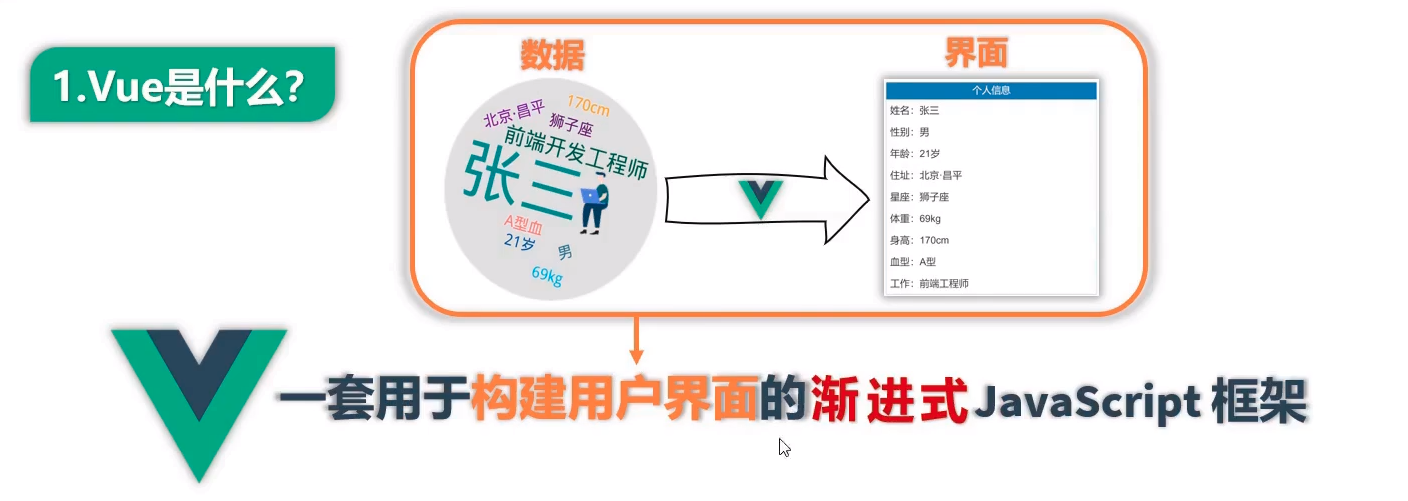 1.Vue是什么？
数据
界面
北京·昌平
170cm
狮子座
前端开发工程师
张三
A型血
21岁
男
69kg
个人信息
姓名：张三
性别：男
年龄：21岁
住址：北京·昌平
星座：狮子座
体重：69kg
身高：170cm
血型：A型
工作：前端工程师
一套用于构建用户界面的渐进式JavaScript 框架